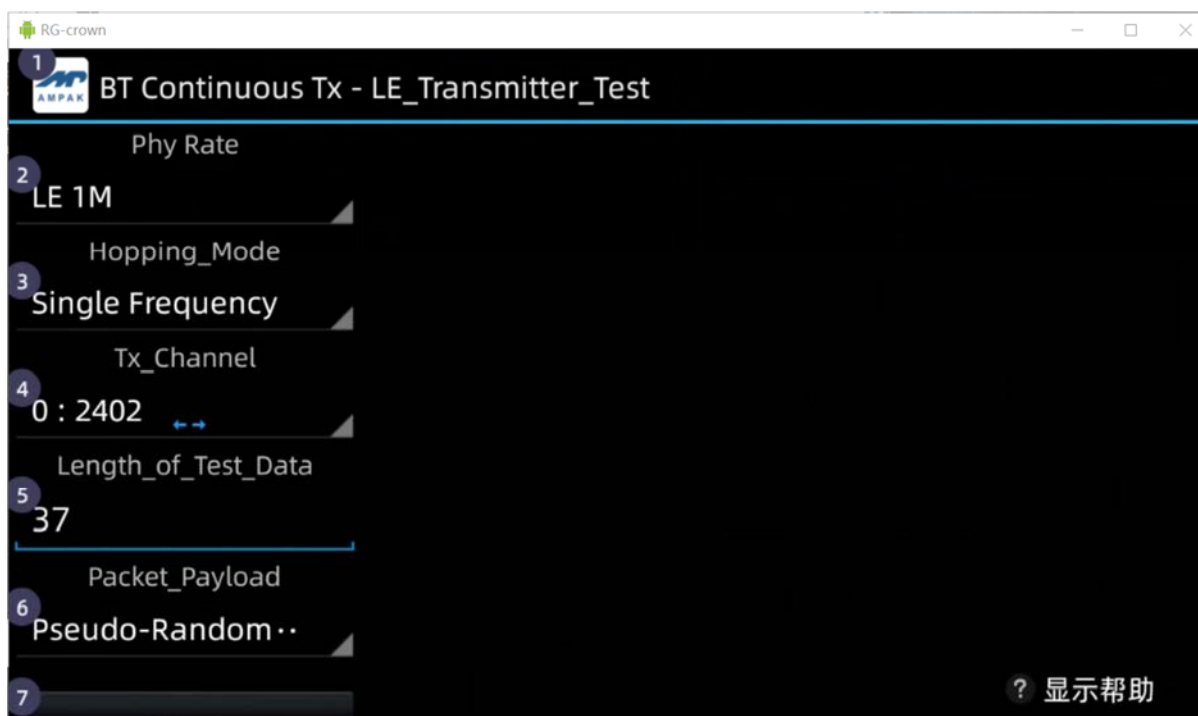 RG-crown
1
AMPAK
BT Continuous Tx - LE_Transmitter_Test
Phy Rate
2
LE 1M
Hopping_Mode
3
Single Frequency
Tx_Channel
4
0 : 2402
Length_of_Test_Data
5
37
Packet_Payload
6
Pseudo-Random··
7
? 显示帮助